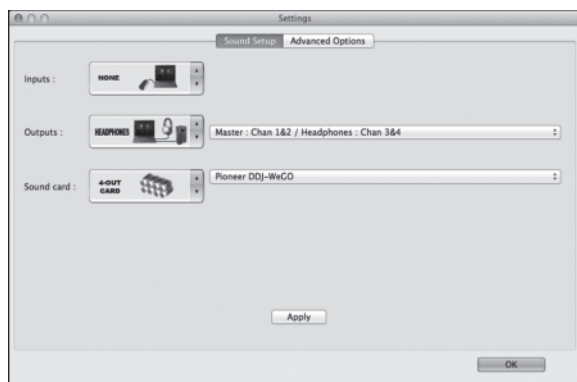 Settings
Sound Setup Advanced Options
Inputs :
NONE
Outputs :
HEADPHONES
Master : Chan 1&2 / Headphones : Chan 3&4
Sound card :
4-OUT
CARD
Pioneer DDJ-WeGO
Apply
OK